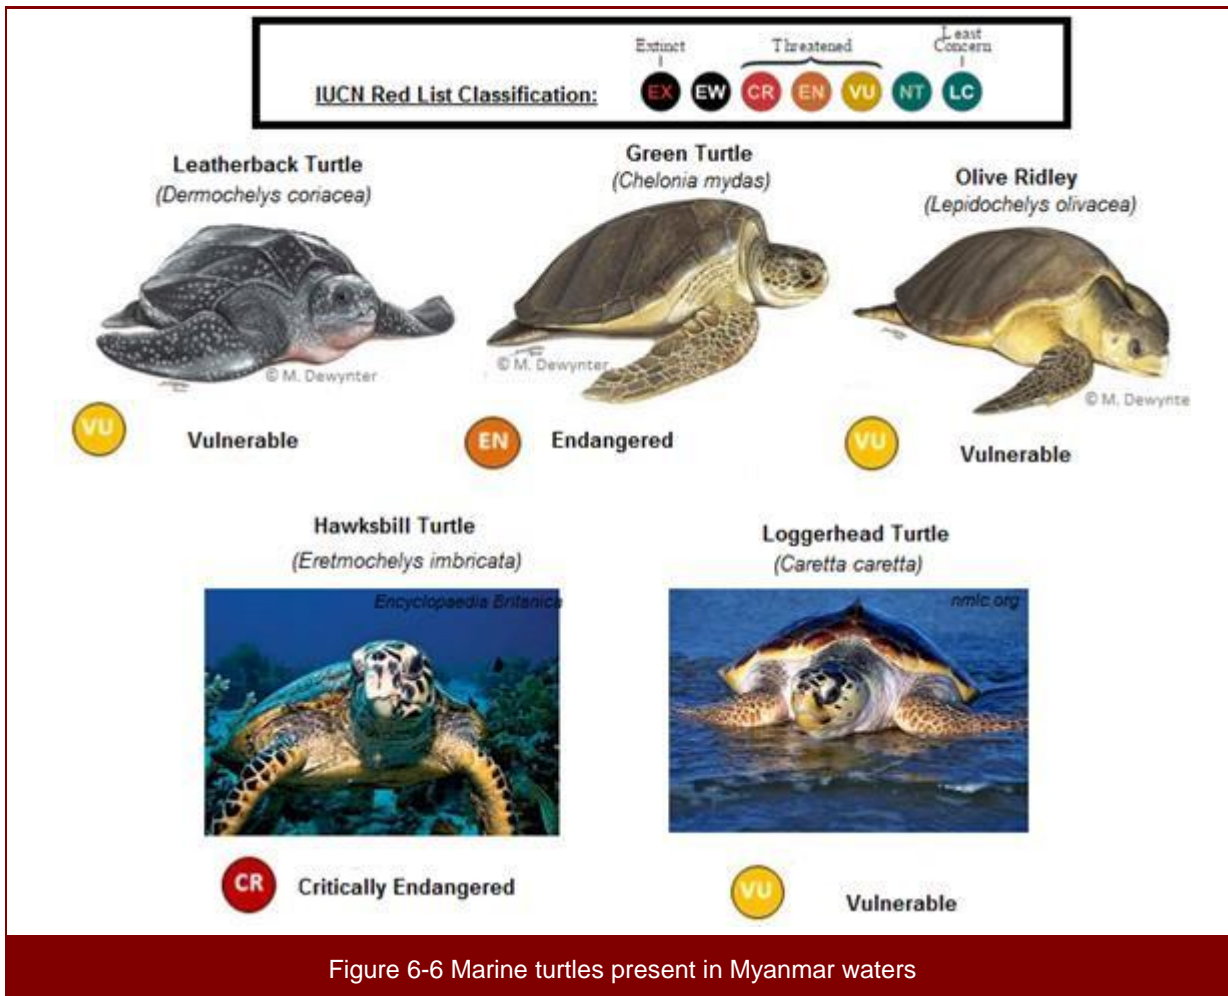 Extinct
Threatened
Least
Concern
IUCN Red List Classification:
EX EW CR EN VU NT LC
Leatherback Turtle
(Dermochelys coriacea)
Green Turtle
(Chelonia mydas)
Olive Ridley
(Lepidochelys olivacea)
© M. Dewynter
© M. Dewynter
© M. Dewynte
VU
Vulnerable
EN
Endangered
VU
Vulnerable
Hawksbill Turtle
(Eretmochelys imbricata)
Loggerhead Turtle
(Caretta caretta)
Encyclopaedia Britanica
nmlc.org
CR
Critically Endangered
VU
Vulnerable
Figure 6-6 Marine turtles present in Myanmar waters